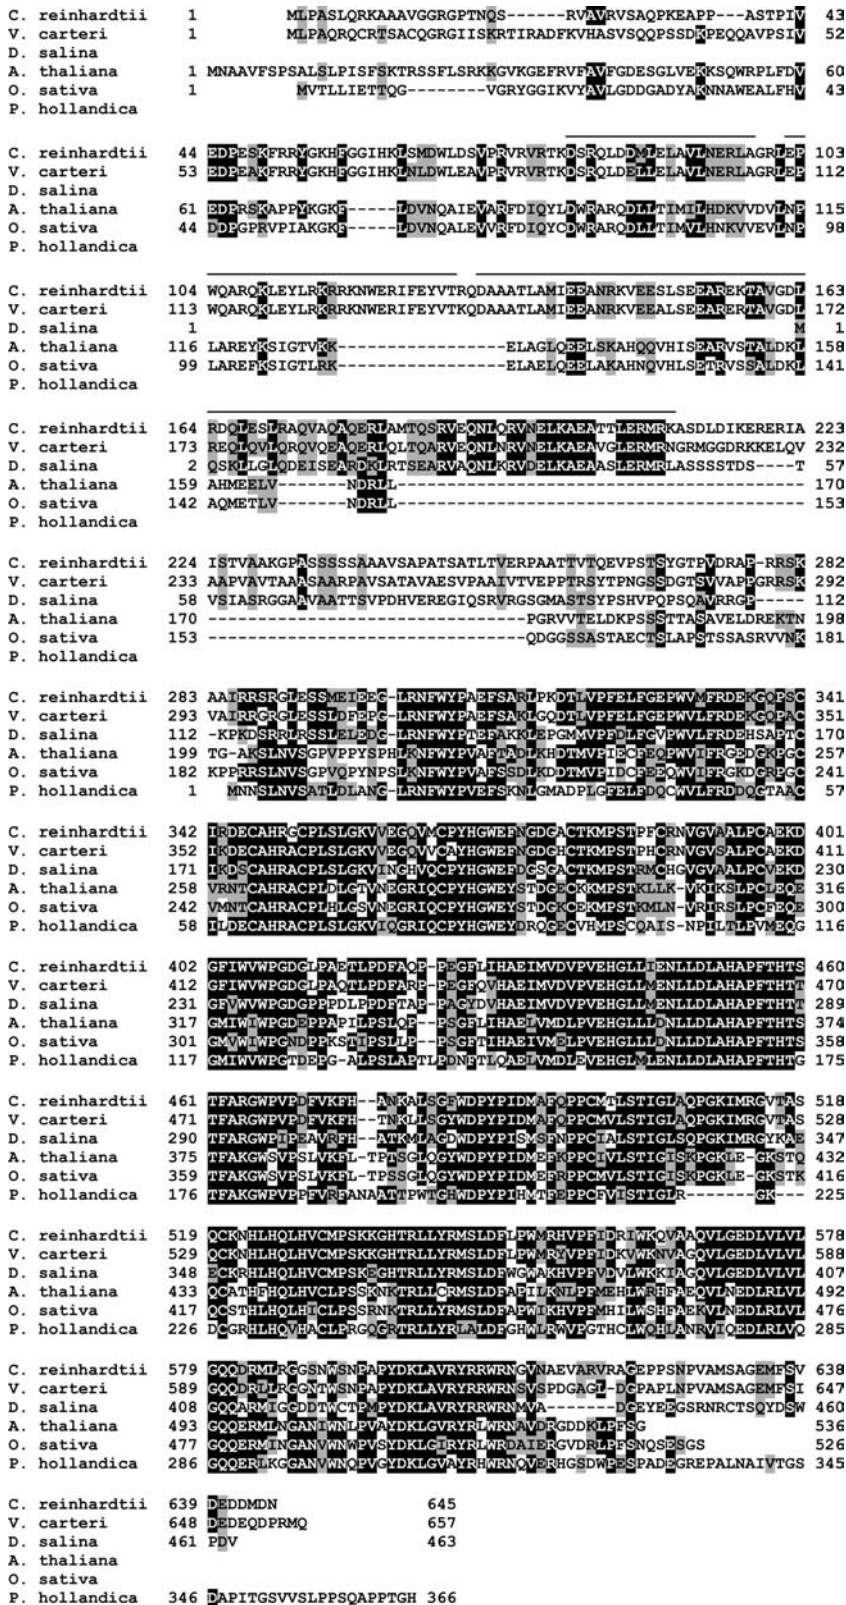 C. reinhardtii 1 MLPASLQRKAAAVGGRGPTNQS------RVAVRVSAQPKEAPP---ASTPIV 43
V. carteri 1 MLPAQRQCRTSACQGRGIISKRTIRADFKVHASVSQQPSSDKPEQQAVPSIV 52
D. salina
A. thaliana 1 MNAAVFSPSALSLPISFSKTRSSFLSRKKGVKGEFRVFAVFGDESGLVEKKSQWRPLFDV 60
O. sativa 1 MVTLLIETTQG-------VGRYGGIKVYAVLGDDGADYAKNNAWEALFHV 43
P. hollandica
C. reinhardtii 44 EDPESKFRRYGKHFGGIHKLSMDWLDSVPRVRVRTKDSRQLDDMLELAVLNERLAGRLEP 103
V. carteri 53 EDPEAKFRRYGKHFGGIHKLNLDWLEAVPRVRVRTKDSRQLDELLELAVLNERLAGRLEP 112
D. salina
A. thaliana 61 EDPRSKAPPYKGKF-----LDVNQAIEVARFDIQYLDWRARQDLLTIMILHDKVVDVLNP 115
O. sativa 44 DDPGPRVPIAKGKF-----LDVNQALEVVRFDIQYCDWRARQDLLTIMVLHNKVVEVLNP 98
P. hollandica
C. reinhardtii 104 WQARQKLEYLRKRRKNWERIFEYVTRQDAAATLAMIEEANRKVEESLSEEAREKTAVGDL 163
V. carteri 113 WQARQKLEYLRKRRKNWERIFEYVTKQDAAATLAMIEEANRKVEEALSEEARERTAVGDL 172
D. salina 1 M 1
A. thaliana 116 LAREYKSIGTVKK-----------------ELAGLQEELSKAHQQVHISEARVSTALDKL 158
O. sativa 99 LAREFKSIGTLRK-----------------ELAELQEELAKAHNQVHLSETRVSSALDKL 141
P. hollandica
C. reinhardtii 164 RDQLESLRAQVAQAQERLAMTQSRVEQNLQRVNELKAEATTLERMRKASDLDIKERERIA 223
V. carteri 173 REQLQVLQRQVQEAQERLQLTQARVEQNLNRVNELKAEAVGLERMRNGRMGGDRKKELQV 232
D. salina 2 QSKLLGLQDEISEARDKLRTSEARVAQNLKRVDELKAEAASLERMRLASSSSTDS----T 57
A. thaliana 159 AHMEELV-------NDRLL----------------------------------------- 170
O. sativa 142 AQMETLV-------NDRLL----------------------------------------- 153
P. hollandica
C. reinhardtii 224 ISTVAAKGPASSSSSSAAAVSAPATSATLTVERPAATTVTQEVPSTSYGTPVDRAP-RRSK 282
V. carteri 233 AAPVAVTAAASAARPAVSATAVAESVPAAIVTVEPPTRSYTPNGSSDGTSVVAPPGRRSK 292
D. salina 58 VSIASRGGAAVAATTSVPDHVEREGIQSRVRGSGMASTSYPSHVPQPSQAVRRGP----- 112
A. thaliana 170 --------------------------------PGRVVTELDKPSSSTTASAVELDREKTN 198
O. sativa 153 --------------------------------QDGGSSASTAECTSLAPSTSSASRVVNK 181
P. hollandica
C. reinhardtii 283 AAIRRSRGLESSMEIEEG-LRNFWYPAEFSARLPKDTLVPFELFGEPWVMFRDEKGQPSC 341
V. carteri 293 VAIRRGRGLESSLDFEPG-LRNFWYPAEFSAKLGQDTLVPFELFGEPWVLFRDEKGQPAC 351
D. salina 112 -KPKDSRRLRSSLELEDG-LRNFWYPTEFAKKLEPGMMVPFDLFGVPWVLFRDEHSAPTC 170
A. thaliana 199 TG-AKSLNVSGPVPPYSPHLKNFWYPVAFTADLKHDTMVPIECFEQPWVIFRGEDGKPGC 257
O. sativa 182 KPPRRSLNVSGPVQPYNPSLKNFWYPVAFSSDLKDDTMVPIDCFEEQWVIFRGKDGRPGC 241
P. hollandica 1 MNNSLNVSATLDLANG-LRNFWYPVEFSKNLGMADPLGFELFDQCWVLFRDDQGTAAC 57
C. reinhardtii 342 IRDECAHRGCPLSLGKVVEGQVMCPYHGWEFNGDGACTKMPSTPFCRNVGVAALPCAEKD 401
V. carteri 352 IKDECAHRACPLSLGKVVEGQVVCAYHGWEFNGDGHCTKMPSTPHCRNVGVSALPCAEKD 411
D. salina 171 IKDSCAHRACPLSLGKVINGHVQCPYHGWEFDGSGACTKMPSTRMCHGVGVAALPCVEKD 230
A. thaliana 258 VRNTCAHRACPLDLGTVNEGRIQCPYHGWEYSTDGECKKMPSTKLLK-VKIKSLPCLEQE 316
O. sativa 242 VMNTCAHRACPLHLGSVNEGRIQCPYHGWEYSTDGKCEKMPSTKMLN-VRIRSLPCFEQE 300
P. hollandica 58 ILDECAHRACPLSLGKVIQGRIQCPYHGWEYDRQGECVHMPSCQAIS-NPILTLPVMEQG 116
C. reinhardtii 402 GFIWVWPGDGLPAETLPDFAQP-PEGFLIHAEIMVDVPVEHGLLIENLLDLAHAPFTHTS 460
V. carteri 412 GFIWVWPGDGLPAQTLPDFARP-PEGFQVHAEIMVDVPVEHGLLMENLLDLAHAPFTHTT 470
D. salina 231 GFVWVWPGDGPPPDLPPDFTAP-PAGYDVHAEIMVDVPVEHGLLMENLLDLAHAPFTHTT 289
A. thaliana 317 GMIWIWPGDEPPAPILPSLQP--PSGFLIHAELVMDLPVEHGLLLDNLLDLAHAPFTHTS 374
O. sativa 301 GMVWIWPGNDPPKSTIPSLLP--PSGFTIHAEIVMELPVEHGLLLDNLLDLAHAPFTHTS 358
P. hollandica 117 GMIWVWPGTDEPG-ALPSLAPTLPDNFTLQAELVMDLEVEHGLMLENLLDLAHAPFTHTG 175
C. reinhardtii 461 TFARGWPVPDFVKFH--ANKALSGFWDPYPIDMAFQPPCMTLSTIGLAQPGKIMRGVTAS 518
V. carteri 471 TFARGWPVPDFVKFH--TNKLLSGYWDPYPIDMAFQPPCMVLSTIGLAQPGKIMRGVTAS 528
D. salina 290 TFARGWPIPEAVRFH--ATKMLAGDWDPYPISMSFNPPCIALSTIGLSQPGKIMRGYKAE 347
A. thaliana 375 TFAKGWSVPSLVKFL-TPTSGLQGYWDPYPIDMEFKPPCIVLSTIGISKPGKLE-GKSTQ 432
O. sativa 359 TFAKGWSVPSLVKFL-TPSSGLQGYWDPYPIDMEFRPPCMVLSTIGISKPGKLE-GKSTK 416
P. hollandica 176 TFAKGWPVPPFVRFANAATTPWTGHWDPYPIHMTFEPPCFVISTIGLR-------GK---- 225
C. reinhardtii 519 QCKNHLHQLHVCMPSKKGHTRLLYRMSLDFLPWMRHVPFIDRIWKQVAAQVLGEDLVLVL 578
V. carteri 529 QCKNHLHQLHVCMPSKKGHTRLLYRMSLDFLPWMRYVPFIDKVWKNVAGQVLGEDLVLVL 588
D. salina 348 ECKRHLHQLHVCMPSKEGHTRLLYRMSLDFWGWAKHVPFVDVLWKKIAGQVLGEDLVLVL 407
A. thaliana 433 QCATHFHQLHVCLPSSKNKTRLLCRMSLDFAPILKNLPFMEHLWRHFAEQVLNEDLRLVL 492
O. sativa 417 QCSTHLHQLHICLPSSRNKTRLLYRMSLDFAPWIKHVPFMHILWSHFAEKVLNEDLRLVL 476
P. hollandica 226 DCGRHLHQVHACLPRGQGRTRLLYRLALDFGHWLRWVPGTHCLWQHLANRVIQEDLRLVQ 285
C. reinhardtii 579 GQQDRMLRGGSNWSNPAPYDKLAVRYRRWRNGVNAEVARVRAGEPPSNPVAMSAGEMFSV 638
V. carteri 589 GQQDRLLRGGNTWSNPAPYDKLAVRYRRWRNSVSPDGAGL-DGPAPLNPVAMSAGEMFSI 647
D. salina 408 GQQARMIGGDDTWCTPMPYDKLAVRYRRWRNMVA-------DGEYEEGSRNRCTSQYDSW 460
A. thaliana 493 GQQERMLNGANIWNLPVAYDKLGVRYRLWRNAVDRGDDKLPFSG 536
O. sativa 477 GQQERMINGANVWNWPVSYDKLGIRYRLWRDAIERGVDRLPFSNQSESGS 526
P. hollandica 286 GQQERLKGGANVWNQPVGYDKLGVAYRHWRNQVERHGSDWPESPADEGREPALNAIVTGS 345
C. reinhardtii 639 DEDDMDN 645
V. carteri 648 DEDEQDPRMQ 657
D. salina 461 PDV 463
A. thaliana
O. sativa
P. hollandica 346 DAPITGSVVSLPPSQAPPTGH 366